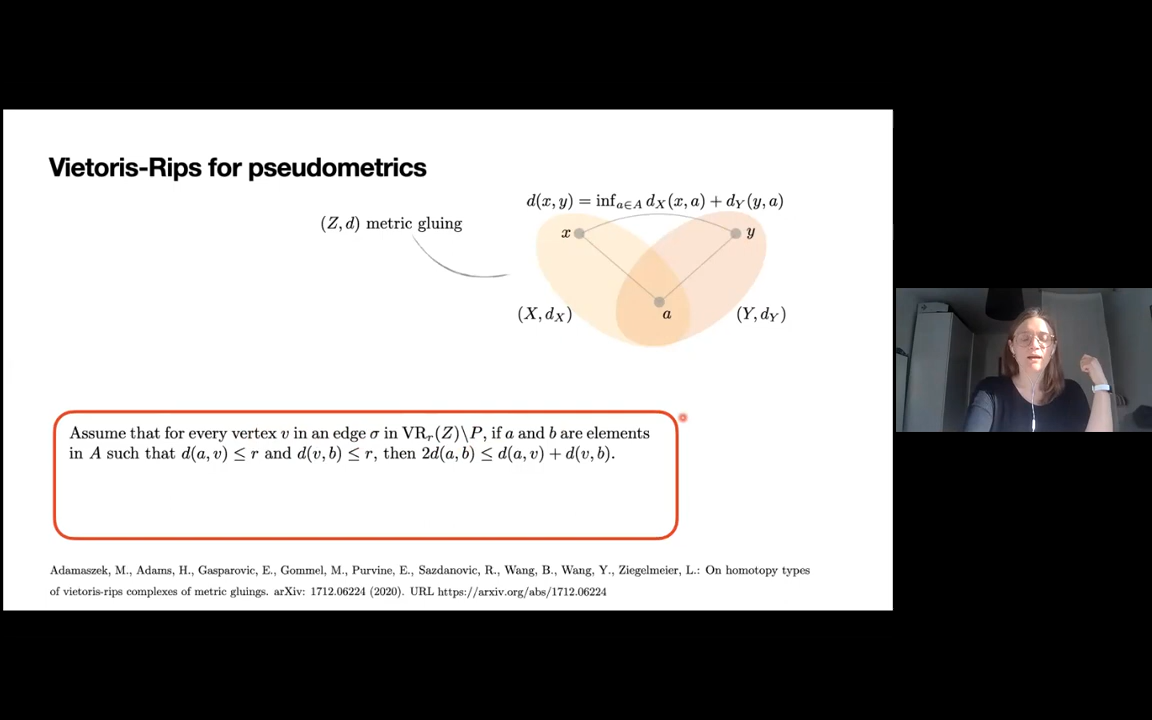 Vietoris-Rips for pseudometrics
d(x, y) = inf_{a∈A} d_X(x, a) + d_Y(y, a)
(Z, d) metric gluing
x
y
(X, d_X)
a
(Y, d_Y)
Assume that for every vertex v in an edge σ in VR_r(Z)\P, if a and b are elements
in A such that d(a, v) ≤ r and d(v, b) ≤ r, then 2d(a, b) ≤ d(a, v) + d(v, b).
Adamaszek, M., Adams, H., Gasparovic, E., Gommel, M., Purvine, E., Sazdanovic, R., Wang, B., Wang, Y., Ziegelmeier, L.: On homotopy types
of vietoris-rips complexes of metric gluings. arXiv: 1712.06224 (2020). URL https://arxiv.org/abs/1712.06224